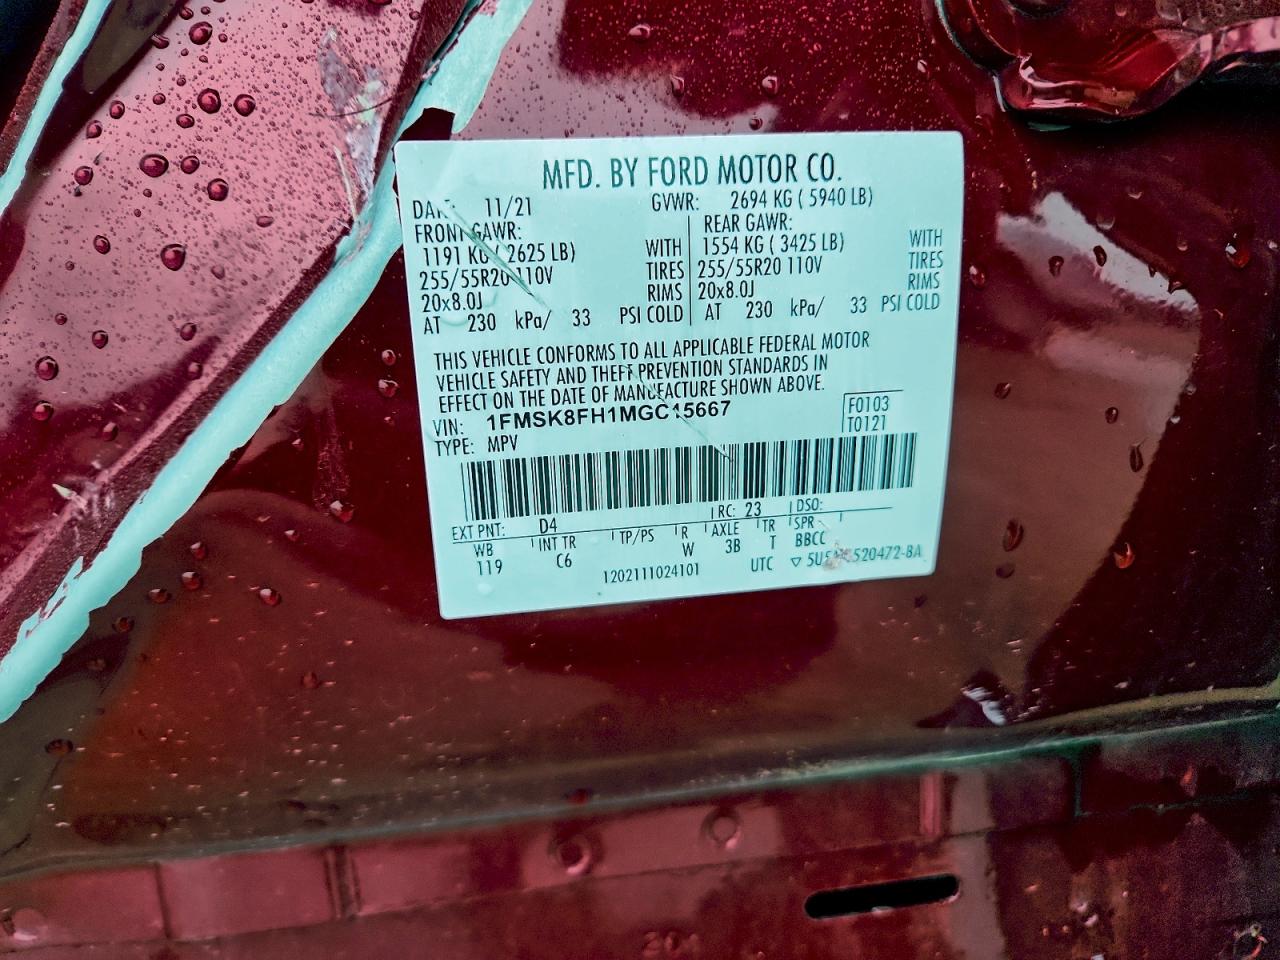 MFD. BY FORD MOTOR CO.
DATE: 11/21 GVWR: 2694 KG ( 5940 LB)
FRONT GAWR: REAR GAWR:
1191 KG ( 2625 LB) WITH 1554 KG ( 3425 LB) WITH
255/55R20 110V TIRES 255/55R20 110V TIRES
20x8.0J RIMS 20x8.0J RIMS
AT 230 kPa/ 33 PSI COLD AT 230 kPa/ 33 PSI COLD
THIS VEHICLE CONFORMS TO ALL APPLICABLE FEDERAL MOTOR
VEHICLE SAFETY AND THEFT PREVENTION STANDARDS IN
EFFECT ON THE DATE OF MANUFACTURE SHOWN ABOVE.
VIN: 1FMSK8FH1MGC15667 F0103
TYPE: MPV T0121
EXT PNT: D4 RC: 23 DSO:
WB INT TR TP/PS R AXLE TR SPR
119 C6 W 3B T BBCC
1202111024101 UTC